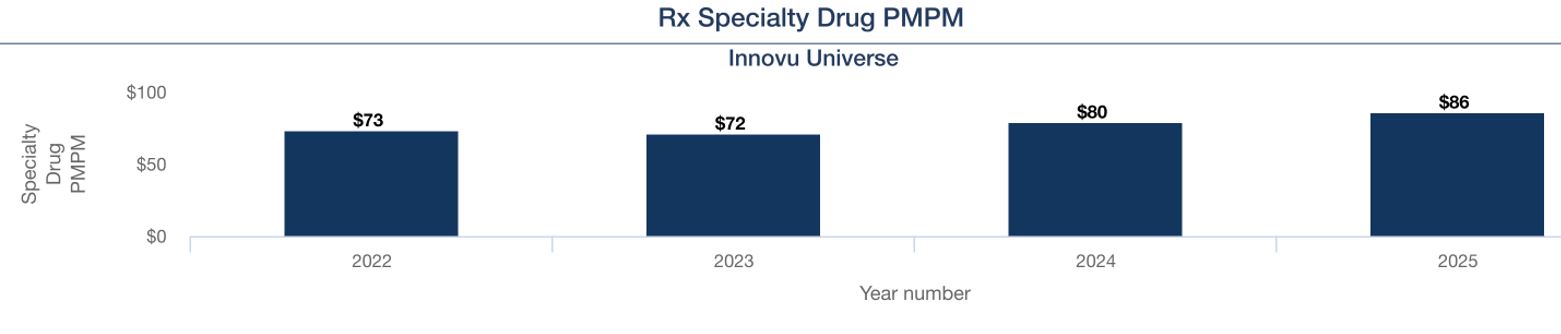 Rx Specialty Drug PMPM
Innovu Universe
Specialty
Drug
PMPM
$100
$50
$0
$73
$72
$80
$86
2022
2023
2024
2025
Year number